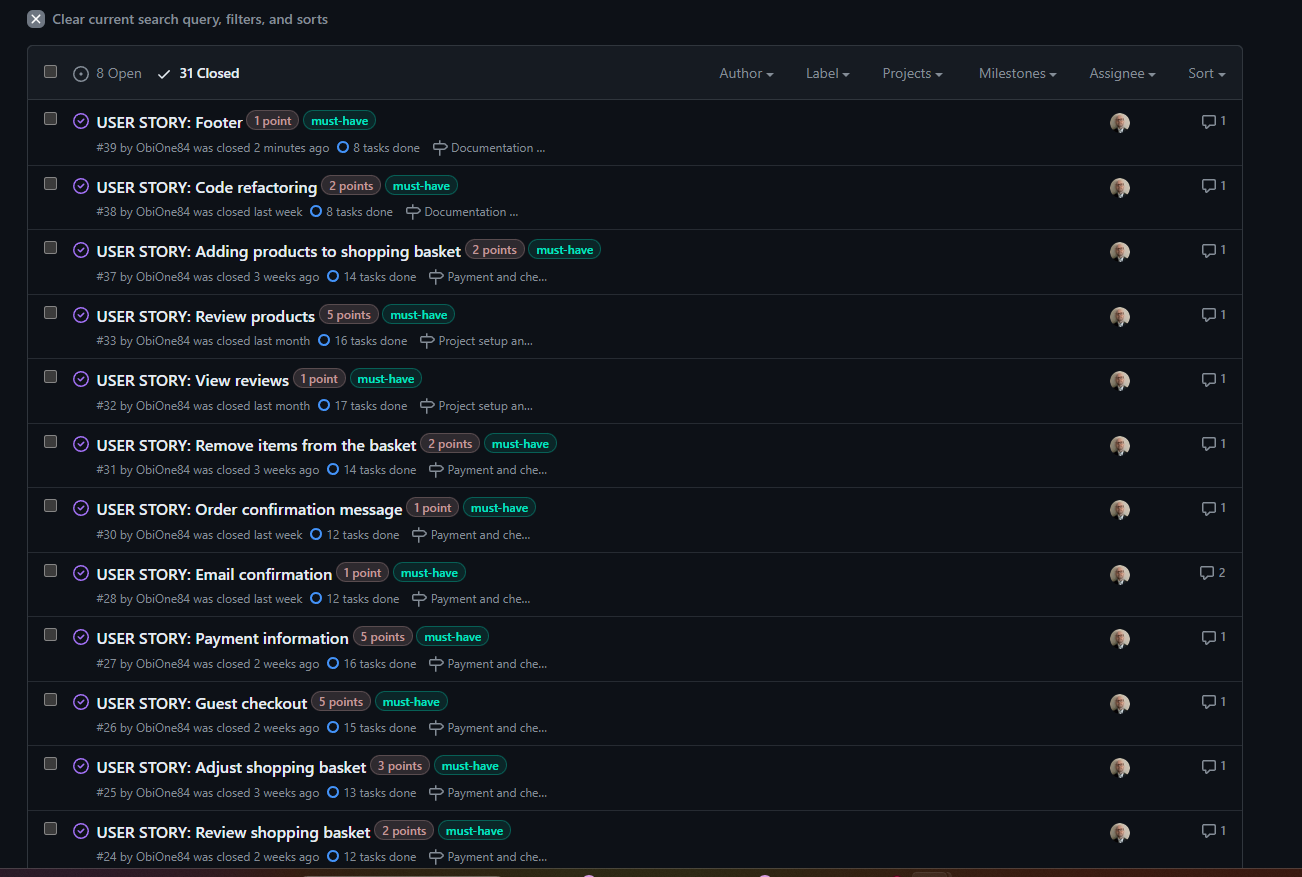 Clear current search query, filters, and sorts
8 Open 31 Closed Author Label Projects Milestones Assignee Sort
USER STORY: Footer 1 point must-have 1
#39 by ObiOne84 was closed 2 minutes ago 8 tasks done Documentation ...
USER STORY: Code refactoring 2 points must-have 1
#38 by ObiOne84 was closed last week 8 tasks done Documentation ...
USER STORY: Adding products to shopping basket 2 points must-have 1
#37 by ObiOne84 was closed 3 weeks ago 14 tasks done Payment and che...
USER STORY: Review products 5 points must-have 1
#33 by ObiOne84 was closed last month 16 tasks done Project setup an...
USER STORY: View reviews 1 point must-have 1
#32 by ObiOne84 was closed last month 17 tasks done Project setup an...
USER STORY: Remove items from the basket 2 points must-have 1
#31 by ObiOne84 was closed 3 weeks ago 14 tasks done Payment and che...
USER STORY: Order confirmation message 1 point must-have 1
#30 by ObiOne84 was closed last week 12 tasks done Payment and che...
USER STORY: Email confirmation 1 point must-have 2
#28 by ObiOne84 was closed last week 12 tasks done Payment and che...
USER STORY: Payment information 5 points must-have 1
#27 by ObiOne84 was closed 2 weeks ago 16 tasks done Payment and che...
USER STORY: Guest checkout 5 points must-have 1
#26 by ObiOne84 was closed 2 weeks ago 15 tasks done Payment and che...
USER STORY: Adjust shopping basket 3 points must-have 1
#25 by ObiOne84 was closed 3 weeks ago 13 tasks done Payment and che...
USER STORY: Review shopping basket 2 points must-have 1
#24 by ObiOne84 was closed 2 weeks ago 12 tasks done Payment and che...